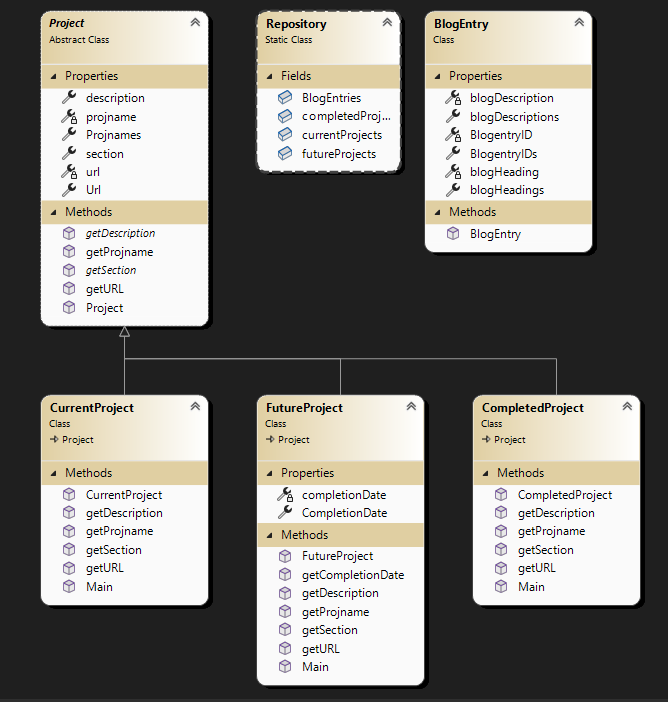 Project
Abstract Class
Properties
description
projname
Projnames
section
url
Url
Methods
getDescription
getProjname
getSection
getURL
Project
Repository
Static Class
Fields
BlogEntries
completedProj...
currentProjects
futureProjects
BlogEntry
Class
Properties
blogDescription
blogDescriptions
BlogentryID
BlogentryIDs
blogHeading
blogHeadings
Methods
BlogEntry
CurrentProject
Class
Project
Methods
CurrentProject
getDescription
getProjname
getSection
getURL
Main
FutureProject
Class
Project
Properties
completionDate
CompletionDate
Methods
FutureProject
getCompletionDate
getDescription
getProjname
getSection
getURL
Main
CompletedProject
Class
Project
Methods
CompletedProject
getDescription
getProjname
getSection
getURL
Main